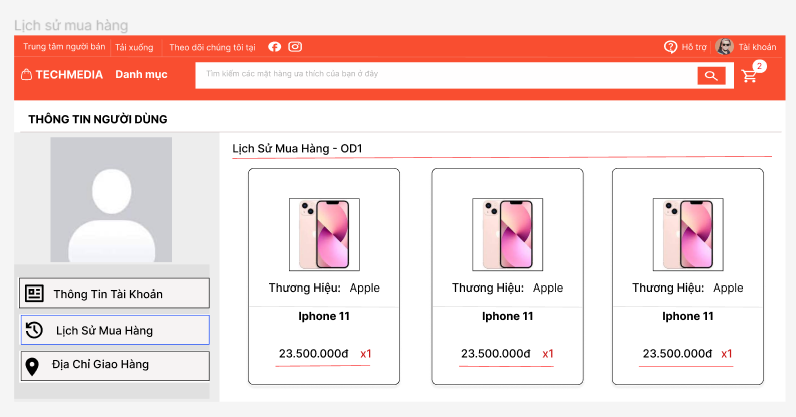 Lịch sử mua hàng
Trung tâm người bán Tải xuống Theo dõi chúng tôi tại Hỗ trợ Tài khoản
TECHMEDIA Danh mục Tìm kiếm các mặt hàng ưa thích của bạn ở đây 2
THÔNG TIN NGƯỜI DÙNG
Lịch Sử Mua Hàng - OD1
Thông Tin Tài Khoản
Lịch Sử Mua Hàng
Địa Chỉ Giao Hàng
Thương Hiệu: Apple
Iphone 11
23.500.000đ x1
Thương Hiệu: Apple
Iphone 11
23.500.000đ x1
Thương Hiệu: Apple
Iphone 11
23.500.000đ x1